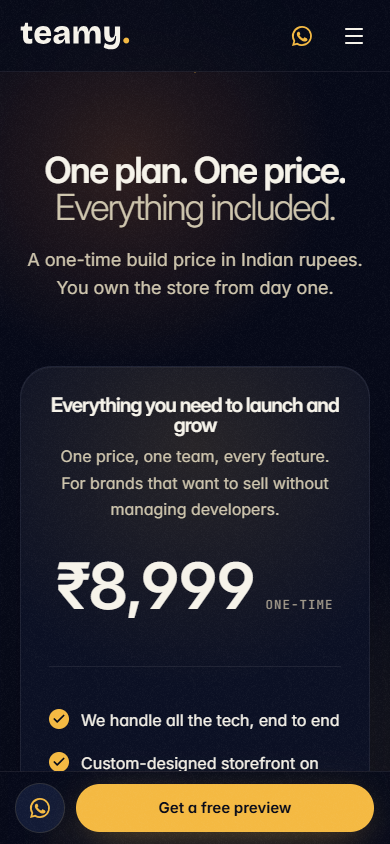 teamy.
One plan. One price.
Everything included.
A one-time build price in Indian rupees.
You own the store from day one.
Everything you need to launch and
grow
One price, one team, every feature.
For brands that want to sell without
managing developers.
₹8,999 ONE-TIME
We handle all the tech, end to end
Custom-designed storefront on
Get a free preview